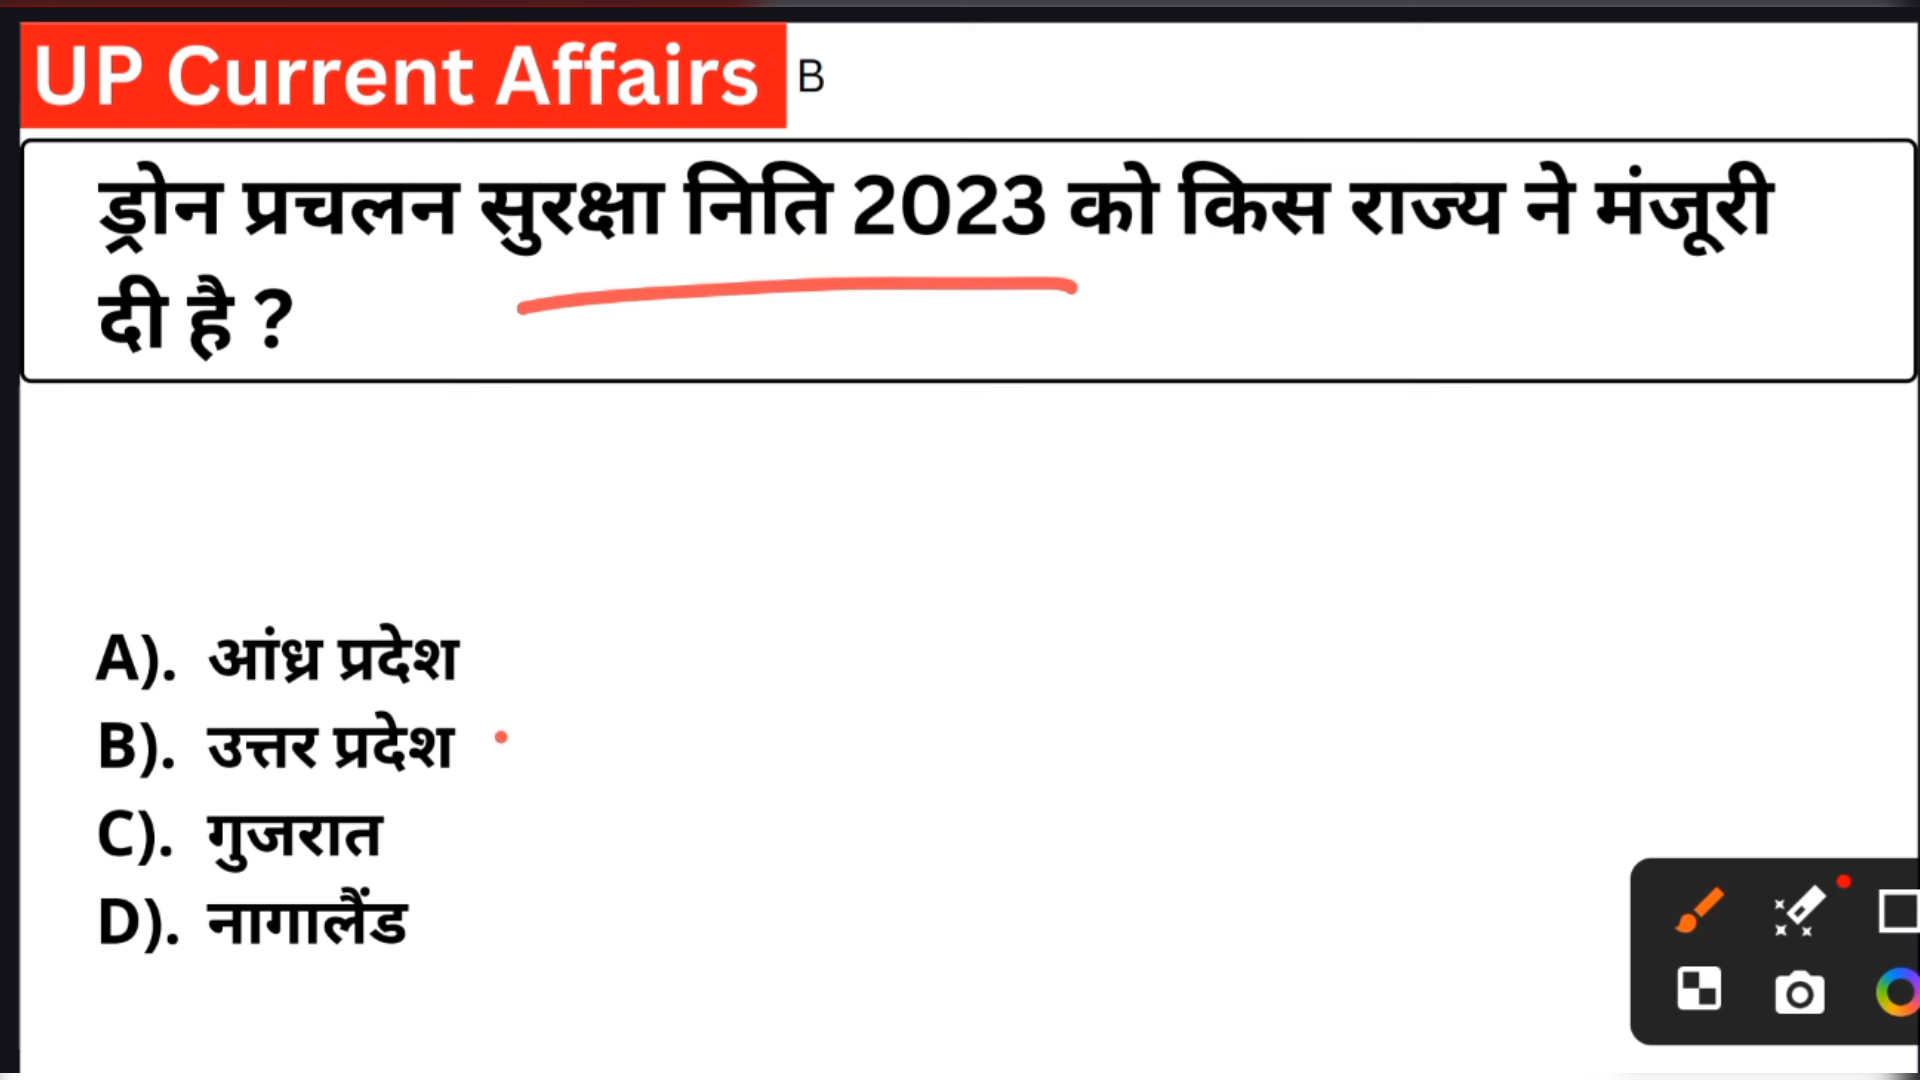 UP Current Affairs B
ड्रोन प्रचलन सुरक्षा निति 2023 को किस राज्य ने मंजूरी
दी है ?
A). आंध्र प्रदेश
B). उत्तर प्रदेश
C). गुजरात
D). नागालैंड